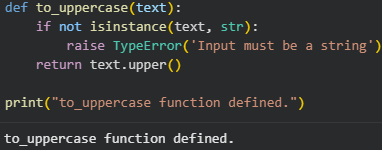 def to_uppercase(text):
    if not isinstance(text, str):
        raise TypeError('Input must be a string')
    return text.upper()

print("to_uppercase function defined.")
to_uppercase function defined.